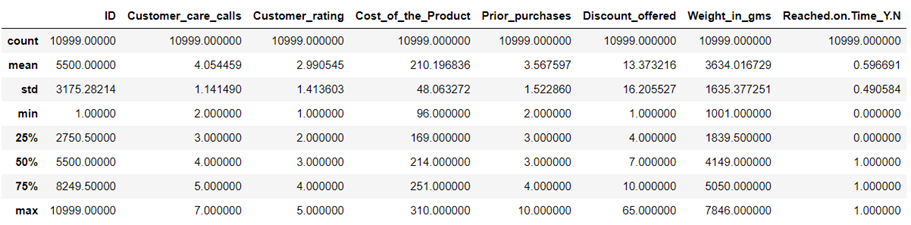 ID Customer_care_calls Customer_rating Cost_of_the_Product Prior_purchases Discount_offered Weight_in_gms Reached.on.Time_Y.N
count 10999.00000 10999.000000 10999.000000 10999.000000 10999.000000 10999.000000 10999.000000 10999.000000
mean 5500.00000 4.054459 2.990545 210.196836 3.567597 13.373216 3634.016729 0.596691
std 3175.28214 1.141490 1.413603 48.063272 1.522860 16.205527 1635.377251 0.490584
min 1.00000 2.000000 1.000000 96.000000 2.000000 1.000000 1001.000000 0.000000
25% 2750.50000 3.000000 2.000000 169.000000 3.000000 4.000000 1839.500000 0.000000
50% 5500.00000 4.000000 3.000000 214.000000 3.000000 7.000000 4149.000000 1.000000
75% 8249.50000 5.000000 4.000000 251.000000 4.000000 10.000000 5050.000000 1.000000
max 10999.00000 7.000000 5.000000 310.000000 10.000000 65.000000 7846.000000 1.000000